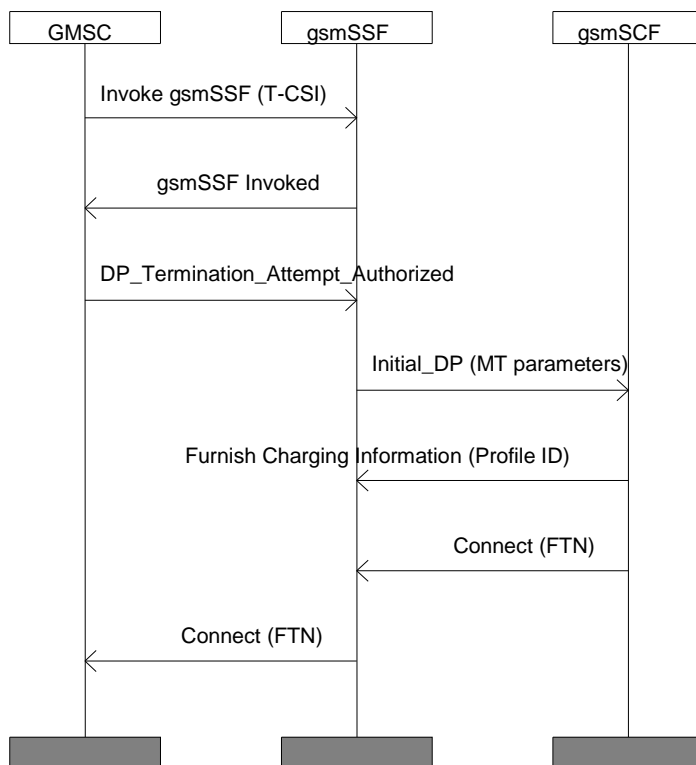 GMSC
gsmSSF
gsmSCF
Invoke gsmSSF (T-CSI)
gsmSSF Invoked
DP_Termination_Attempt_Authorized
Initial_DP (MT parameters)
Furnish Charging Information (Profile ID)
Connect (FTN)
Connect (FTN)